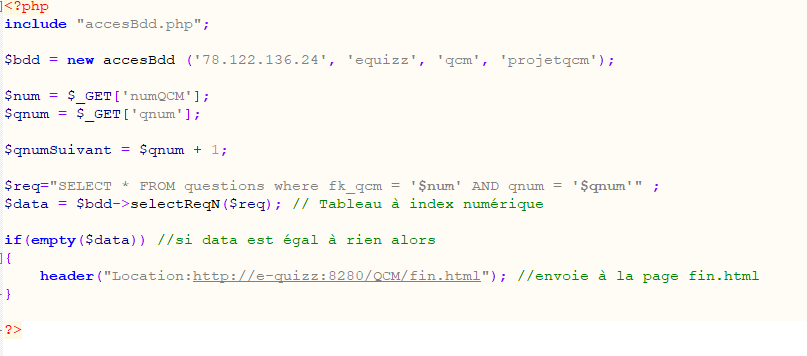 <?php
include "accesBdd.php";
$bdd = new accesBdd ('78.122.136.24', 'equizz', 'qcm', 'projetqcm');
$num = $_GET['numQCM'];
$qnum = $_GET['qnum'];
$qnumSuivant = $qnum + 1;
$req="SELECT * FROM questions where fk_qcm = '$num' AND qnum = '$qnum'" ;
$data = $bdd->selectReqN($req); // Tableau à index numérique
if(empty($data)) //si data est égal à rien alors
{
header("Location:http://e-quizz:8280/QCM/fin.html"); //envoie à la page fin.html
}
?>